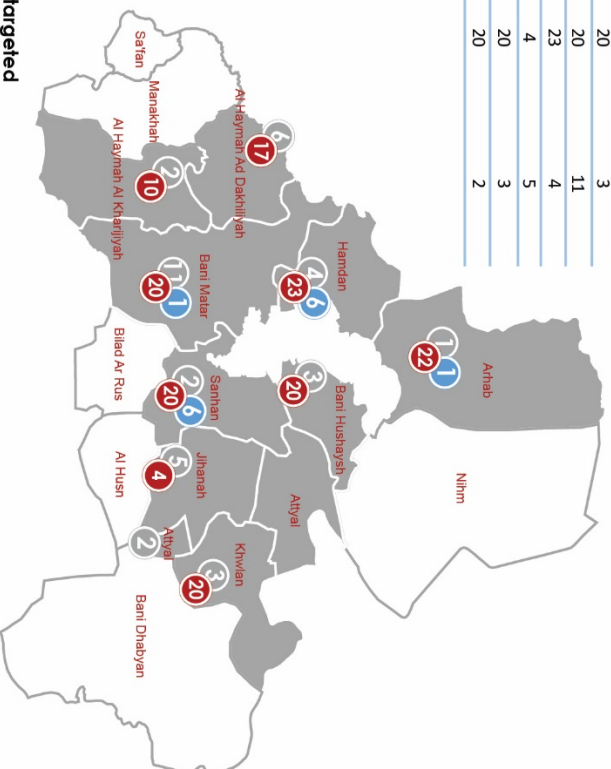 20 3
20 11
23 4
4 5
20 3
20 2
Arhab
1
1
22
Nihm
Hamdan
4
6
23
Bani Hushaysh
3
20
Attyal
6
17
Al Haymah Ad Dakhiliyah
Khwlan
3
20
Sanhan
2
6
20
Bani Matar
11
1
20
Jihanah
5
4
2
10
Attyal
2
Manakhah
Sa'fan
Al Haymah Al Kharijiyah
Bilad Ar Rus
Al Husn
Bani Dhabyan
targeted